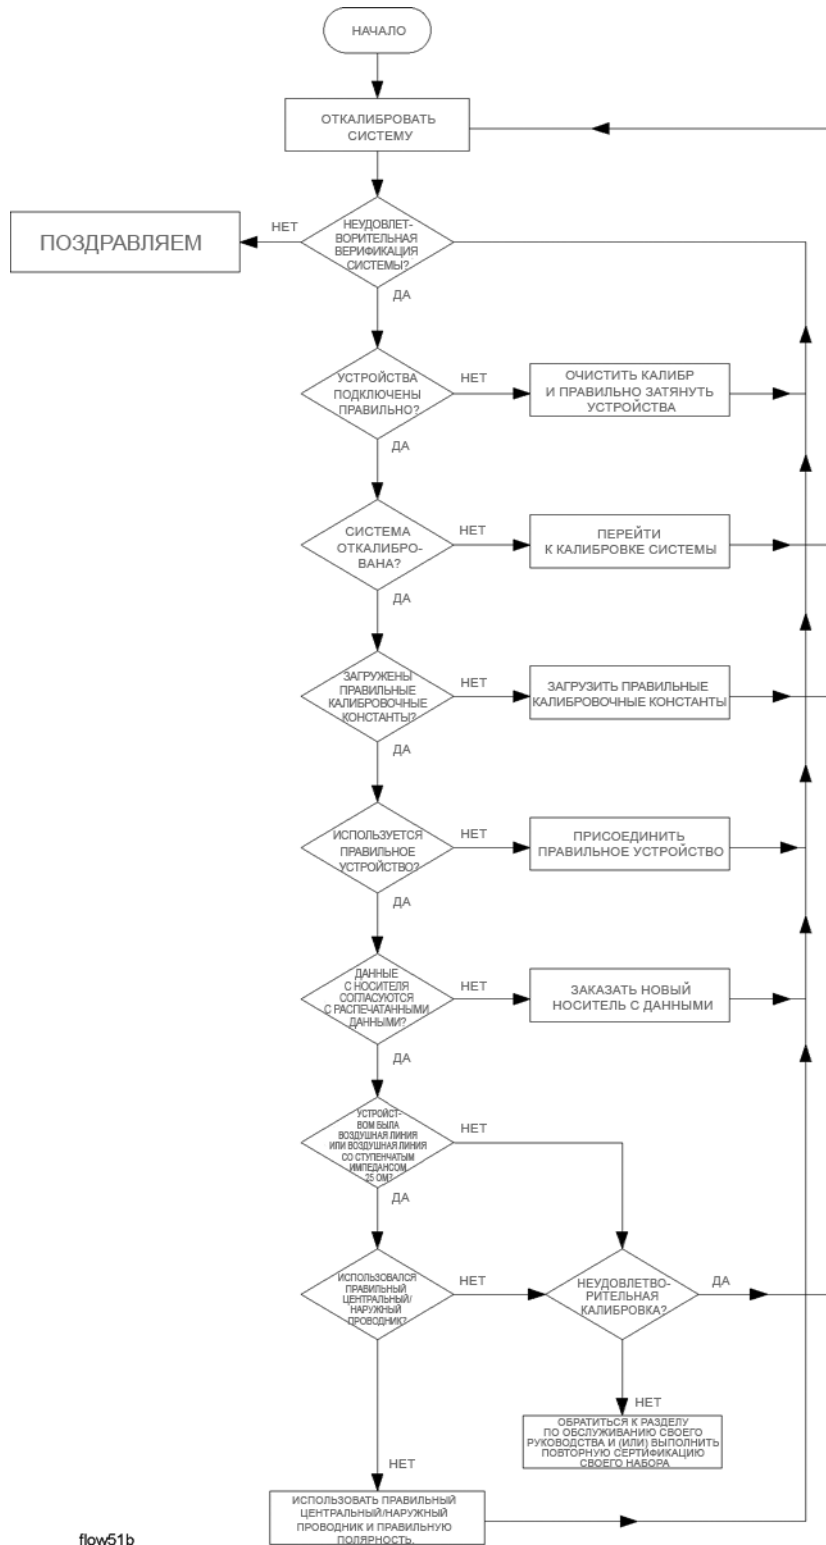 НАЧАЛО
ОТКАЛИБРОВАТЬ
СИСТЕМУ
ПОЗДРАВЛЯЕМ
НЕТ
НЕУДОВЛЕТ-
ВОРИТЕЛЬНАЯ
ВЕРИФИКАЦИЯ
СИСТЕМЫ?
ДА
УСТРОЙСТВА
ПОДКЛЮЧЕНЫ
ПРАВИЛЬНО?
НЕТ
ОЧИСТИТЬ КАЛИБР
И ПРАВИЛЬНО ЗАТЯНУТЬ
УСТРОЙСТВА
ДА
СИСТЕМА
ОТКАЛИБРО-
ВАНА?
НЕТ
ПЕРЕЙТИ
К КАЛИБРОВКЕ СИСТЕМЫ
ДА
ЗАГРУЖЕНЫ
ПРАВИЛЬНЫЕ
КАЛИБРОВОЧНЫЕ
КОНСТАНТЫ?
НЕТ
ЗАГРУЗИТЬ ПРАВИЛЬНЫЕ
КАЛИБРОВОЧНЫЕ КОНСТАНТЫ
ДА
ИСПОЛЬЗУЕТСЯ
ПРАВИЛЬНОЕ
УСТРОЙСТВО?
НЕТ
ПРИСОЕДИНИТЬ
ПРАВИЛЬНОЕ УСТРОЙСТВО
ДА
ДАННЫЕ
С НОСИТЕЛЯ
СОГЛАСУЮТСЯ
С РАСПЕЧАТАННЫМИ
ДАННЫМИ?
НЕТ
ЗАКАЗАТЬ НОВЫЙ
НОСИТЕЛЬ С ДАННЫМИ
ДА
УСТРОЙСТ-
ВОМ БЫЛА
ВОЗДУШНАЯ ЛИНИЯ
ИЛИ ВОЗДУШНАЯ ЛИНИЯ
СО СТУПЕНЧАТЫМ
ИМПЕДАНСОМ
25 ОМ?
НЕТ
ДА
ИСПОЛЬЗОВАЛСЯ
ПРАВИЛЬНЫЙ
ЦЕНТРАЛЬНЫЙ/
НАРУЖНЫЙ
ПРОВОДНИК?
НЕТ
НЕУДОВЛЕТВО-
РИТЕЛЬНАЯ
КАЛИБРОВКА?
ДА
НЕТ
ОБРАТИТЬСЯ К РАЗДЕЛУ
ПО ОБСЛУЖИВАНИЮ СВОЕГО
РУКОВОДСТВА И (ИЛИ) ВЫПОЛНИТЬ
ПОВТОРНУЮ СЕРТИФИКАЦИЮ
СВОЕГО НАБОРА
НЕТ
ИСПОЛЬЗОВАТЬ ПРАВИЛЬНЫЙ
ЦЕНТРАЛЬНЫЙ/НАРУЖНЫЙ
ПРОВОДНИК И ПРАВИЛЬНУЮ
ПОЛЯРНОСТЬ.
flow51b